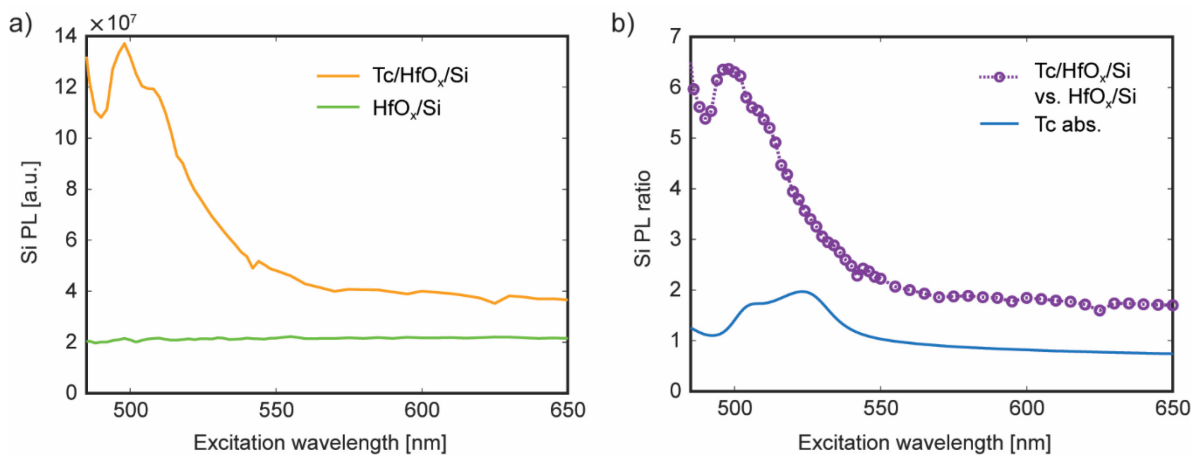 a)
×10⁷
14
12
10
8
6
4
2
0
Si PL [a.u.]
Tc/HfOₓ/Si
HfOₓ/Si
500
550
600
650
Excitation wavelength [nm]
b)
7
6
5
4
3
2
1
0
Si PL ratio
Tc/HfOₓ/Si
vs. HfOₓ/Si
Tc abs.
500
550
600
650
Excitation wavelength [nm]